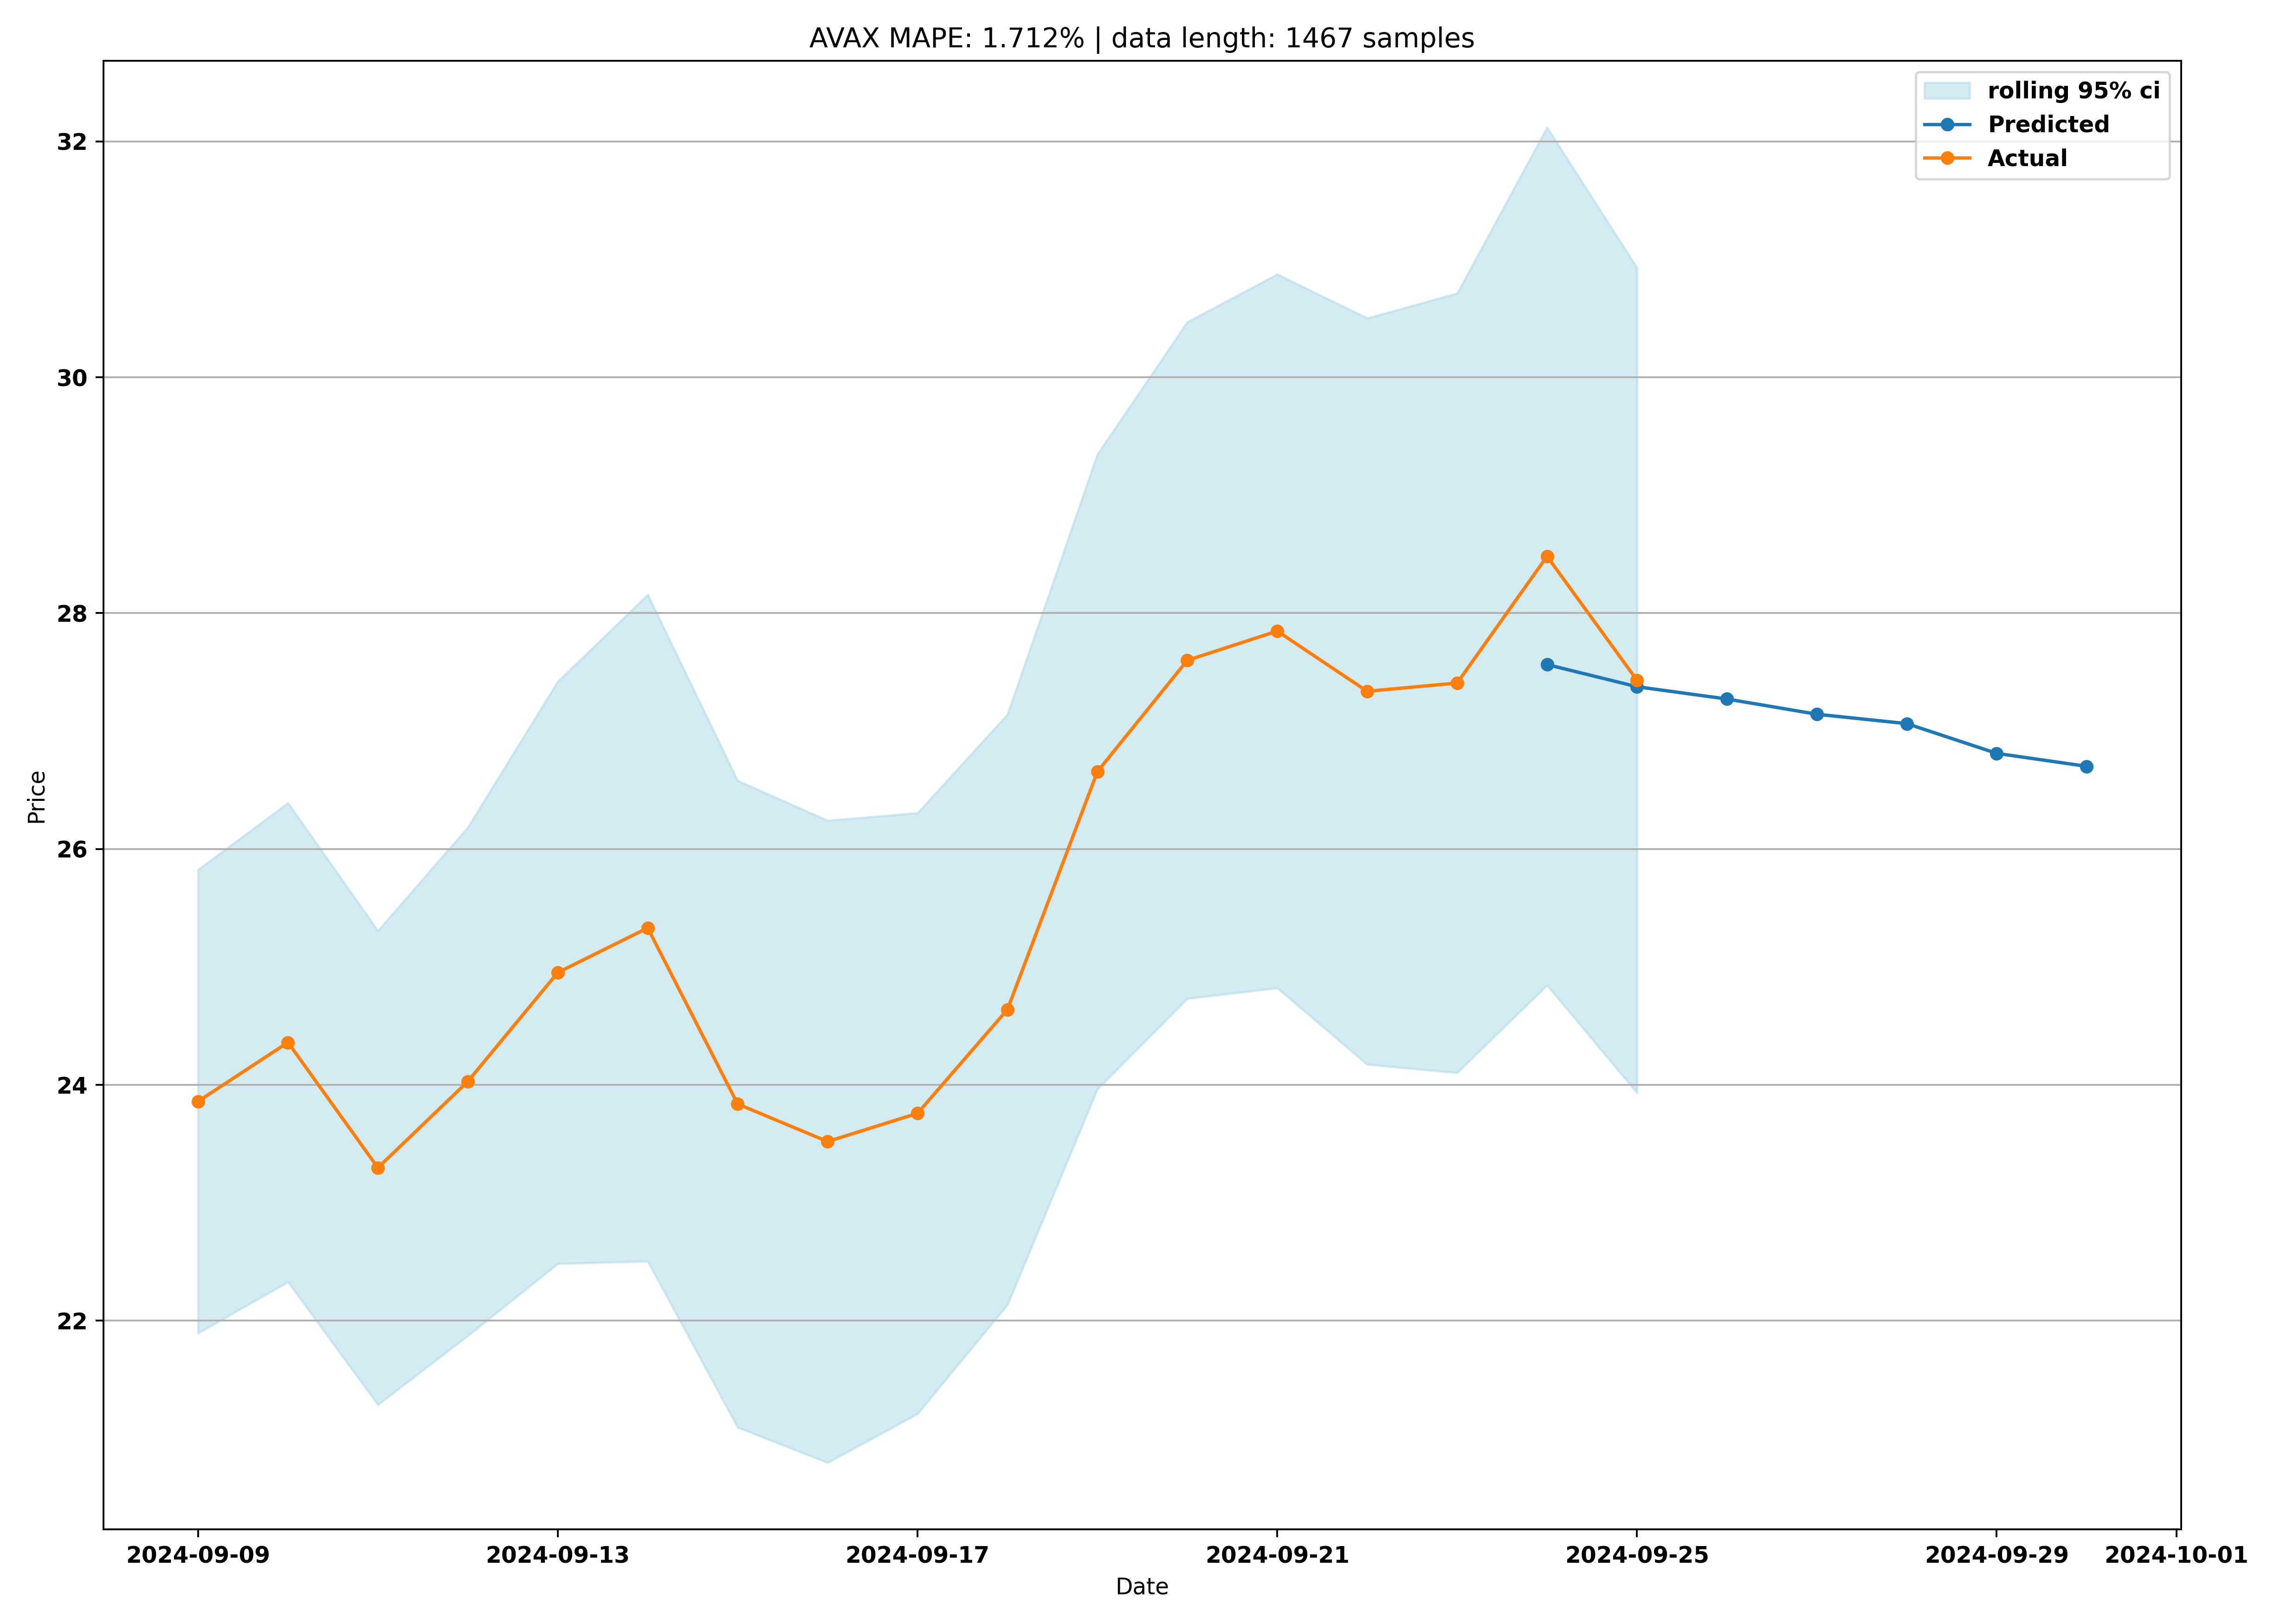 AVAX MAPE: 1.712% | data length: 1467 samples
rolling 95% ci
Predicted
Actual
32
30
28
26
24
22
Price
2024-09-09 2024-09-13 2024-09-17 2024-09-21 2024-09-25 2024-09-29 2024-10-01
Date